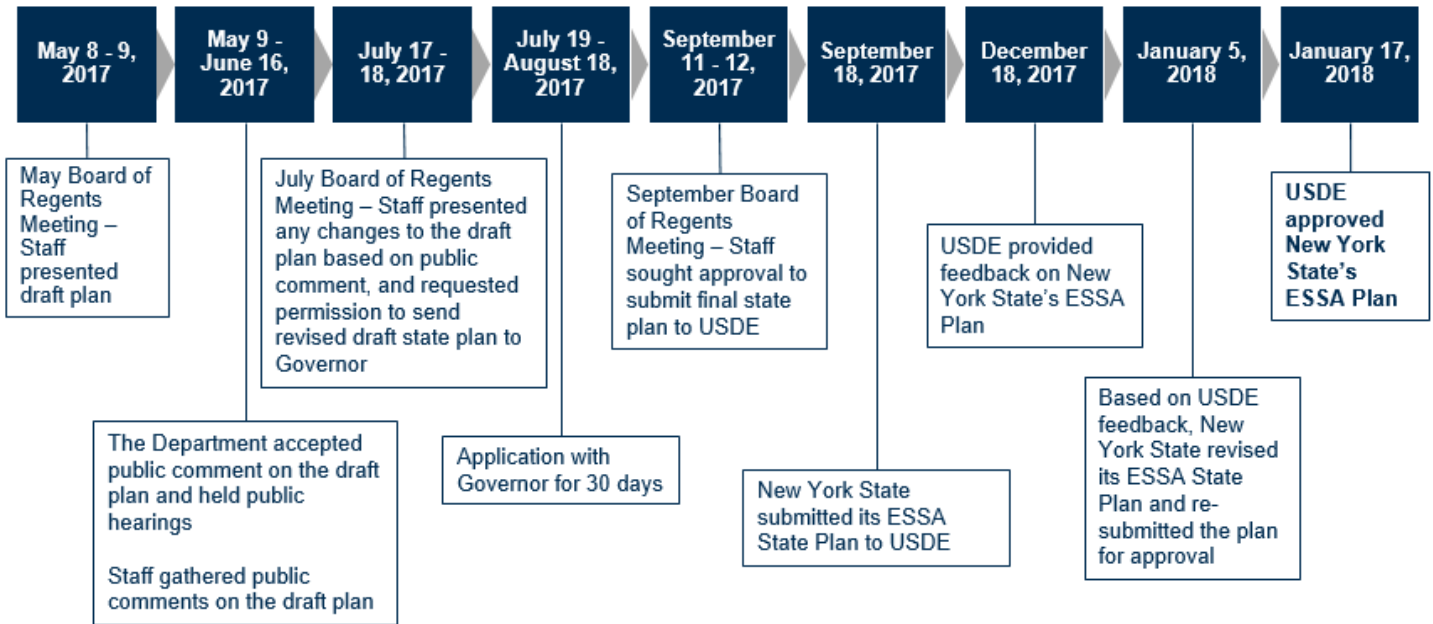 May 8 - 9,
2017
May 9 -
June 16,
2017
July 17 -
18, 2017
July 19 -
August 18,
2017
September
11 - 12,
2017
September
18, 2017
December
18, 2017
January 5,
2018
January 17,
2018
May Board of
Regents
Meeting –
Staff
presented
draft plan
The Department accepted
public comment on the draft
plan and held public
hearings
Staff gathered public
comments on the draft plan
July Board of Regents
Meeting – Staff presented
any changes to the draft
plan based on public
comment, and requested
permission to send
revised draft state plan to
Governor
Application with
Governor for 30 days
September Board
of Regents
Meeting – Staff
sought approval to
submit final state
plan to USDE
New York State
submitted its ESSA
State Plan to USDE
USDE provided
feedback on New
York State’s ESSA
Plan
Based on USDE
feedback, New
York State revised
its ESSA State
Plan and re-
submitted the plan
for approval
USDE
approved
New York
State’s
ESSA Plan